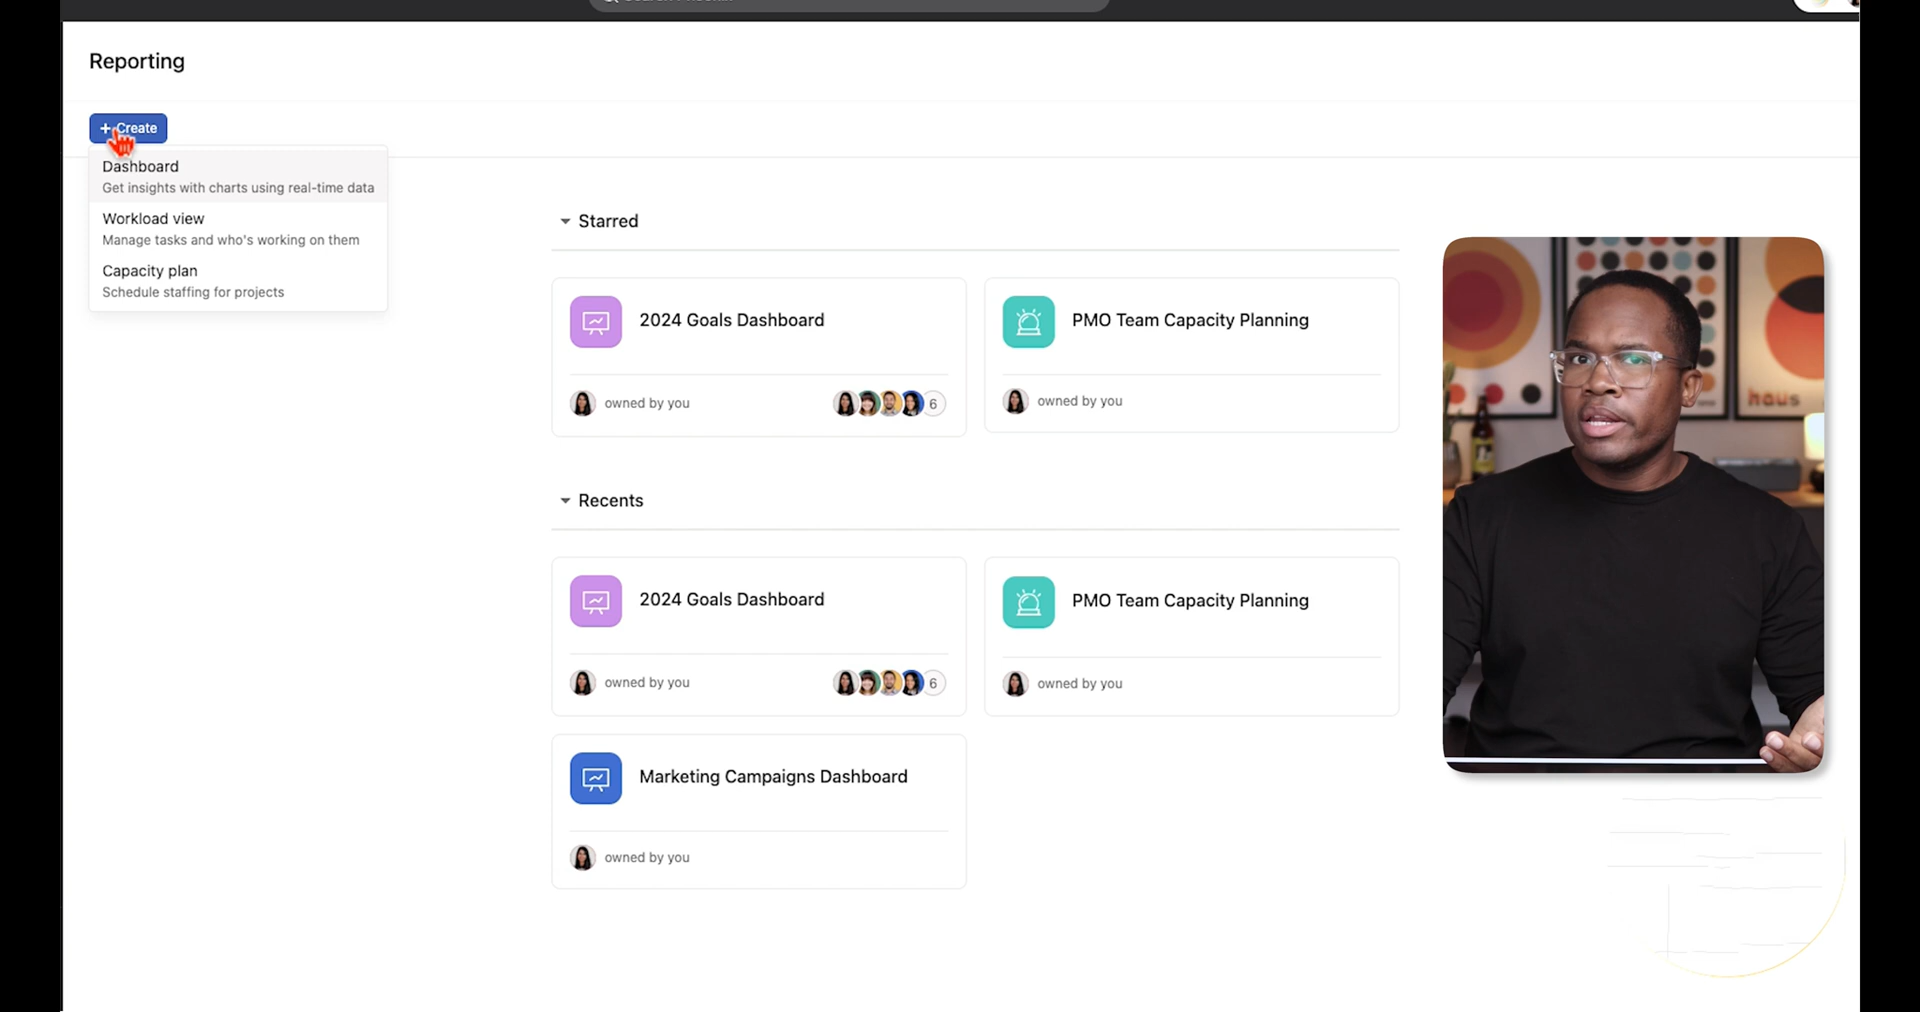 Reporting
+ Create
Dashboard
Get insights with charts using real-time data
Workload view
Manage tasks and who's working on them
Capacity plan
Schedule staffing for projects
Starred
2024 Goals Dashboard
owned by you
6
PMO Team Capacity Planning
owned by you
Recents
2024 Goals Dashboard
owned by you
6
PMO Team Capacity Planning
owned by you
Marketing Campaigns Dashboard
owned by you
haus